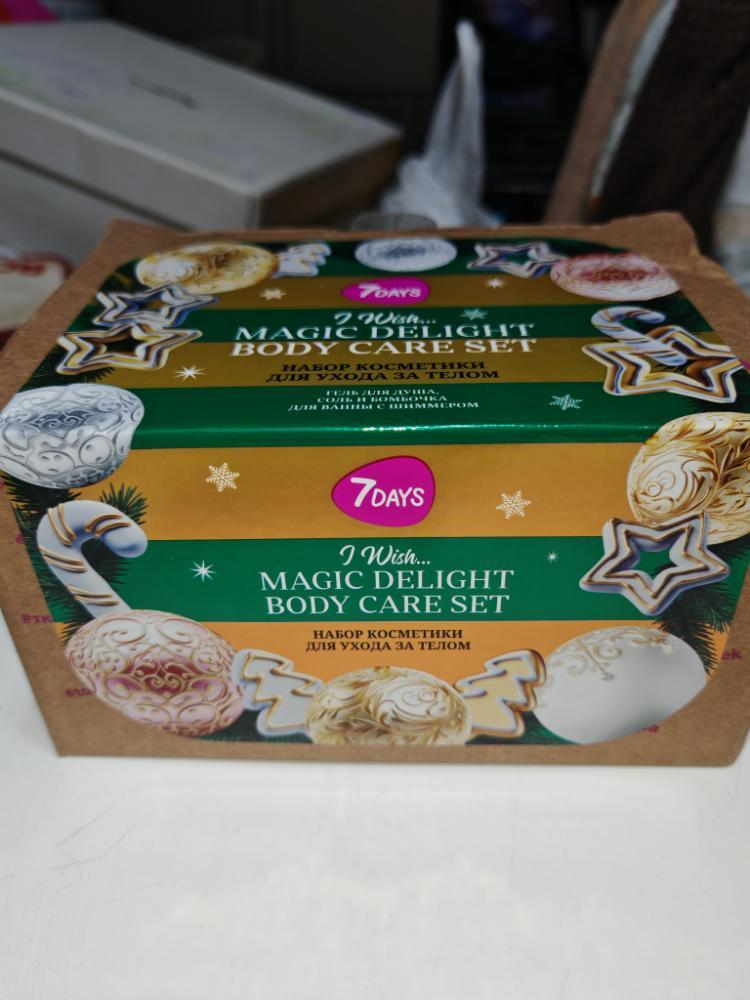 7DAYS
I Wish...
MAGIC DELIGHT
BODY CARE SET
НАБОР КОСМЕТИКИ
ДЛЯ УХОДА ЗА ТЕЛОМ
ГЕЛЬ ДЛЯ ДУША,
СОЛЬ И БОМБОЧКА
ДЛЯ ВАННЫ С ШИММЕРОМ
7DAYS
I Wish...
MAGIC DELIGHT
BODY CARE SET
НАБОР КОСМЕТИКИ
ДЛЯ УХОДА ЗА ТЕЛОМ